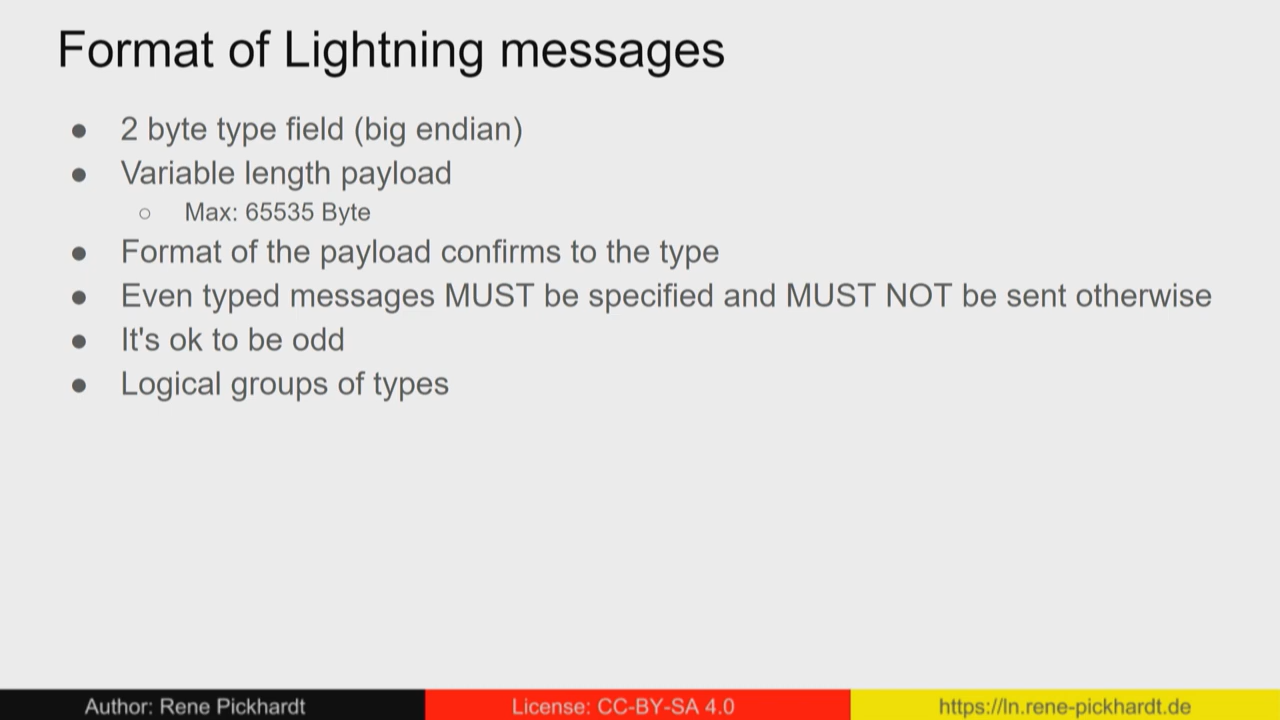 Format of Lightning messages
● 2 byte type field (big endian)
● Variable length payload
○ Max: 65535 Byte
● Format of the payload confirms to the type
● Even typed messages MUST be specified and MUST NOT be sent otherwise
● It's ok to be odd
● Logical groups of types
Author: Rene Pickhardt
License: CC-BY-SA 4.0
https://ln.rene-pickhardt.de